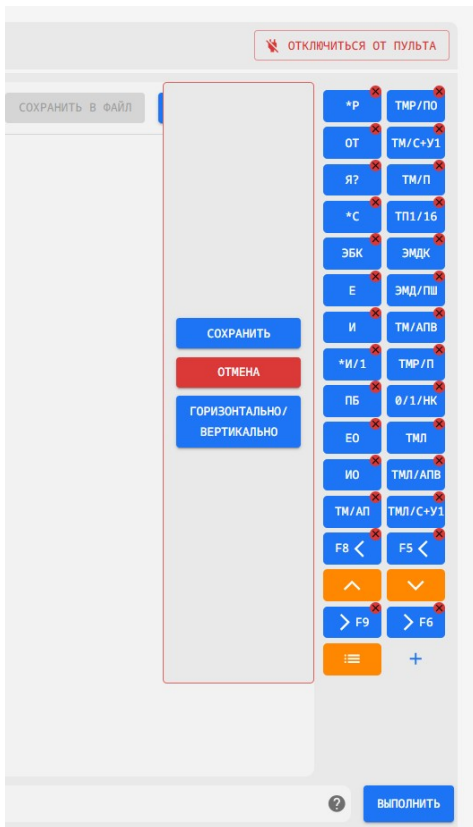 ОТКЛЮЧИТЬСЯ ОТ ПУЛЬТА
СОХРАНИТЬ В ФАЙЛ
*Р ТМР/ПО
ОТ ТМ/С+У1
Я? ТМ/П
*С ТП1/16
ЭБК ЭМДК
Е ЭМД/ПШ
И ТМ/АПВ
*И/1 ТМР/П
ПБ 0/1/НК
ЕО ТМЛ
ИО ТМЛ/АПВ
ТМ/АП ТМЛ/С+У1
F8 < F5 <
> F9 > F6
+
СОХРАНИТЬ
ОТМЕНА
ГОРИЗОНТАЛЬНО/
ВЕРТИКАЛЬНО
?
ВЫПОЛНИТЬ